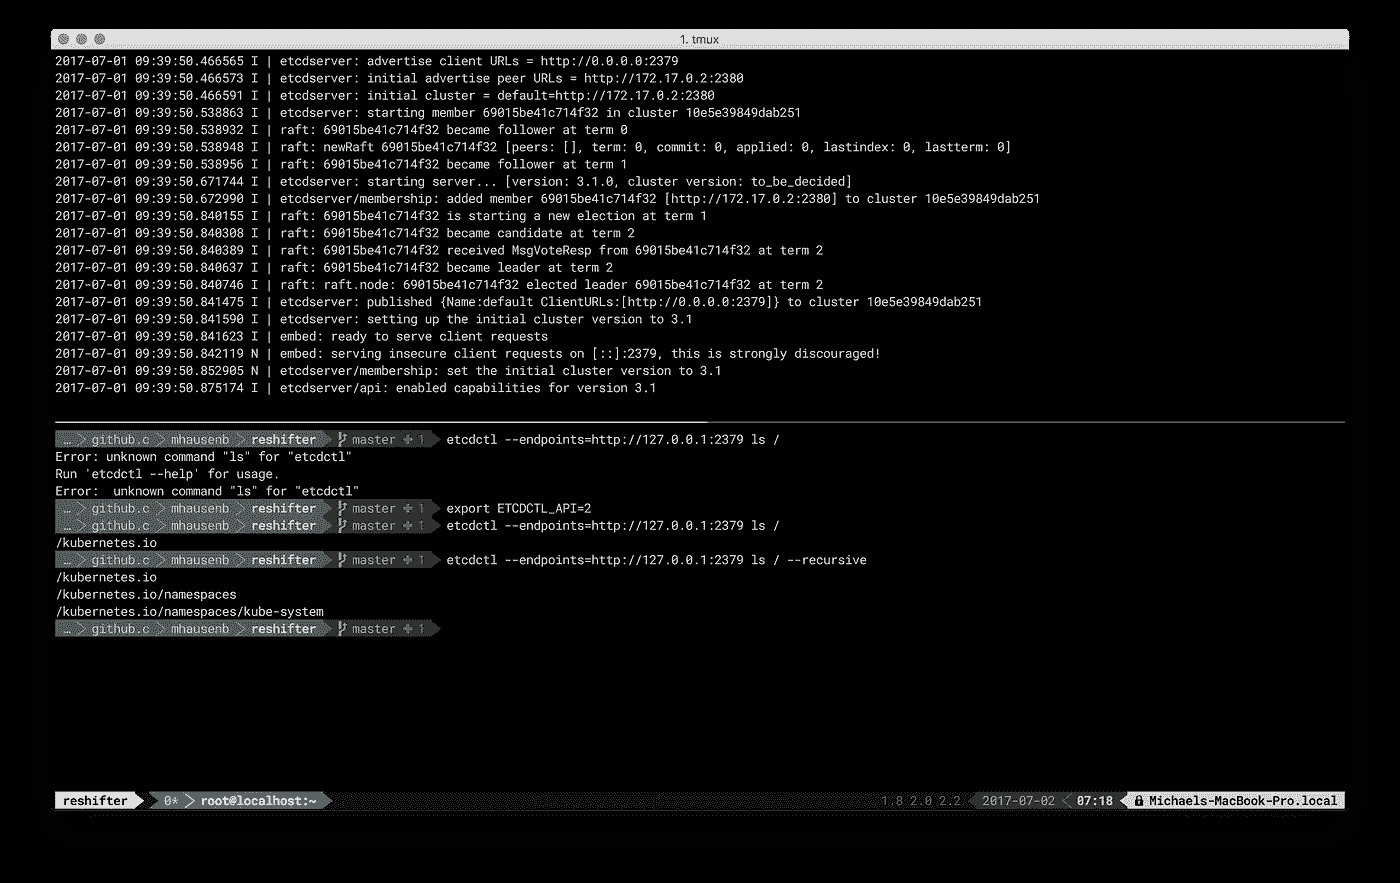 1. tmux
2017-07-01 09:39:50.466565 I | etcdserver: advertise client URLs = http://0.0.0.0:2379
2017-07-01 09:39:50.466573 I | etcdserver: initial advertise peer URLs = http://172.17.0.2:2380
2017-07-01 09:39:50.466591 I | etcdserver: initial cluster = default=http://172.17.0.2:2380
2017-07-01 09:39:50.538863 I | etcdserver: starting member 69015be41c714f32 in cluster 10e5e39849dab251
2017-07-01 09:39:50.538932 I | raft: 69015be41c714f32 became follower at term 0
2017-07-01 09:39:50.538948 I | raft: newRaft 69015be41c714f32 [peers: [], term: 0, commit: 0, applied: 0, lastindex: 0, lastterm: 0]
2017-07-01 09:39:50.538956 I | raft: 69015be41c714f32 became follower at term 1
2017-07-01 09:39:50.671744 I | etcdserver: starting server... [version: 3.1.0, cluster version: to_be_decided]
2017-07-01 09:39:50.672990 I | etcdserver/membership: added member 69015be41c714f32 [http://172.17.0.2:2380] to cluster 10e5e39849dab251
2017-07-01 09:39:50.840155 I | raft: 69015be41c714f32 is starting a new election at term 1
2017-07-01 09:39:50.840308 I | raft: 69015be41c714f32 became candidate at term 2
2017-07-01 09:39:50.840389 I | raft: 69015be41c714f32 received MsgVoteResp from 69015be41c714f32 at term 2
2017-07-01 09:39:50.840637 I | raft: 69015be41c714f32 became leader at term 2
2017-07-01 09:39:50.840746 I | raft: raft.node: 69015be41c714f32 elected leader 69015be41c714f32 at term 2
2017-07-01 09:39:50.841475 I | etcdserver: published {Name:default ClientURLs:[http://0.0.0.0:2379]} to cluster 10e5e39849dab251
2017-07-01 09:39:50.841590 I | etcdserver: setting up the initial cluster version to 3.1
2017-07-01 09:39:50.841623 I | embed: ready to serve client requests
2017-07-01 09:39:50.842119 N | embed: serving insecure client requests on [::]:2379, this is strongly discouraged!
2017-07-01 09:39:50.852905 N | etcdserver/membership: set the initial cluster version to 3.1
2017-07-01 09:39:50.875174 I | etcdserver/api: enabled capabilities for version 3.1
… github.c mhausenb reshifter master + 1 etcdctl --endpoints=http://127.0.0.1:2379 ls /
Error: unknown command "ls" for "etcdctl"
Run 'etcdctl --help' for usage.
Error:  unknown command "ls" for "etcdctl"
… github.c mhausenb reshifter master + 1 export ETCDCTL_API=2
… github.c mhausenb reshifter master + 1 etcdctl --endpoints=http://127.0.0.1:2379 ls /
/kubernetes.io
… github.c mhausenb reshifter master + 1 etcdctl --endpoints=http://127.0.0.1:2379 ls / --recursive
/kubernetes.io
/kubernetes.io/namespaces
/kubernetes.io/namespaces/kube-system
… github.c mhausenb reshifter master + 1
reshifter 0* root@localhost:~ 1.8 2.0 2.2 2017-07-02 07:18 Michaels-MacBook-Pro.local